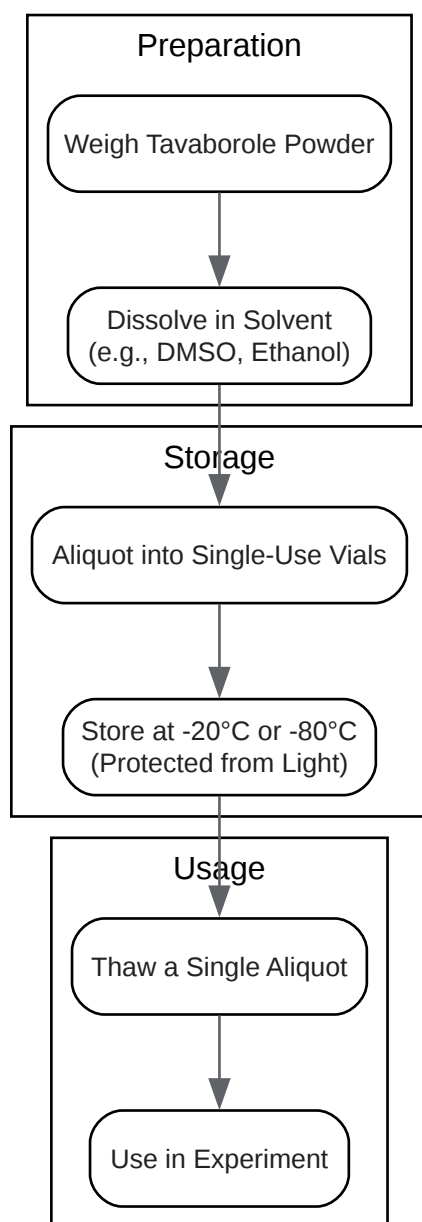 Preparation
Weigh Tavaborole Powder
Dissolve in Solvent
(e.g., DMSO, Ethanol)
Storage
Aliquot into Single-Use Vials
Store at -20°C or -80°C
(Protected from Light)
Usage
Thaw a Single Aliquot
Use in Experiment